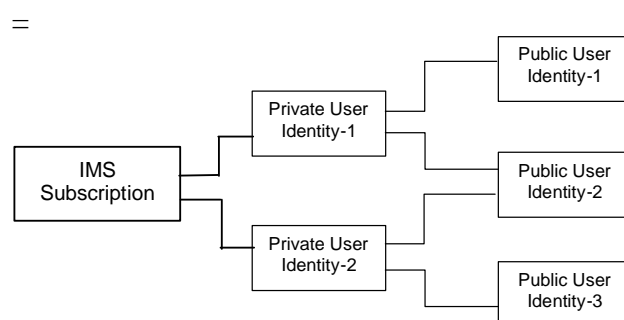 =
Public User
Identity-1
Private User
Identity-1
IMS
Subscription
Public User
Identity-2
Private User
Identity-2
Public User
Identity-3